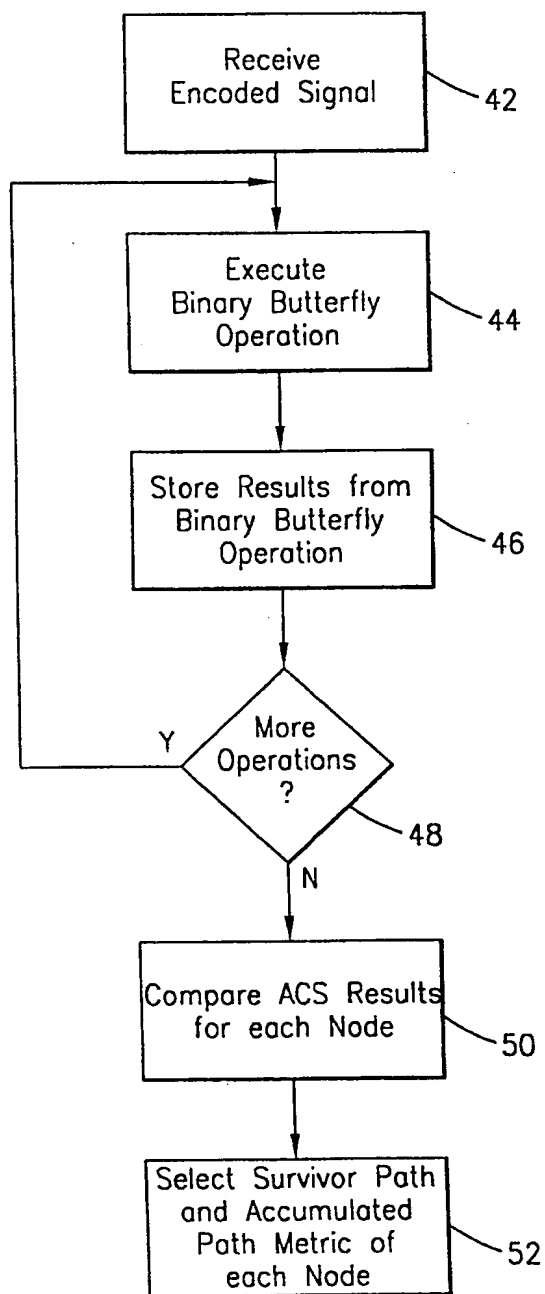 Receive
Encoded Signal
42
Execute
Binary Butterfly
Operation
44
Store Results from
Binary Butterfly
Operation
46
More
Operations
?
Y
48
N
Compare ACS Results
for each Node
50
Select Survivor Path
and Accumulated
Path Metric of
each Node
52